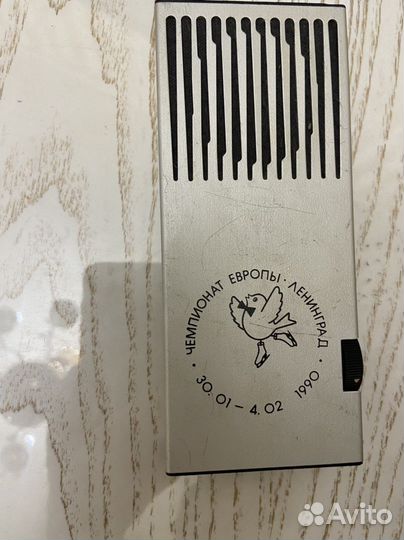 ЧЕМПИОНАТ ЕВРОПЫ · ЛЕНИНГРАД ·
30.01 – 4.02 1990 ·
Avito